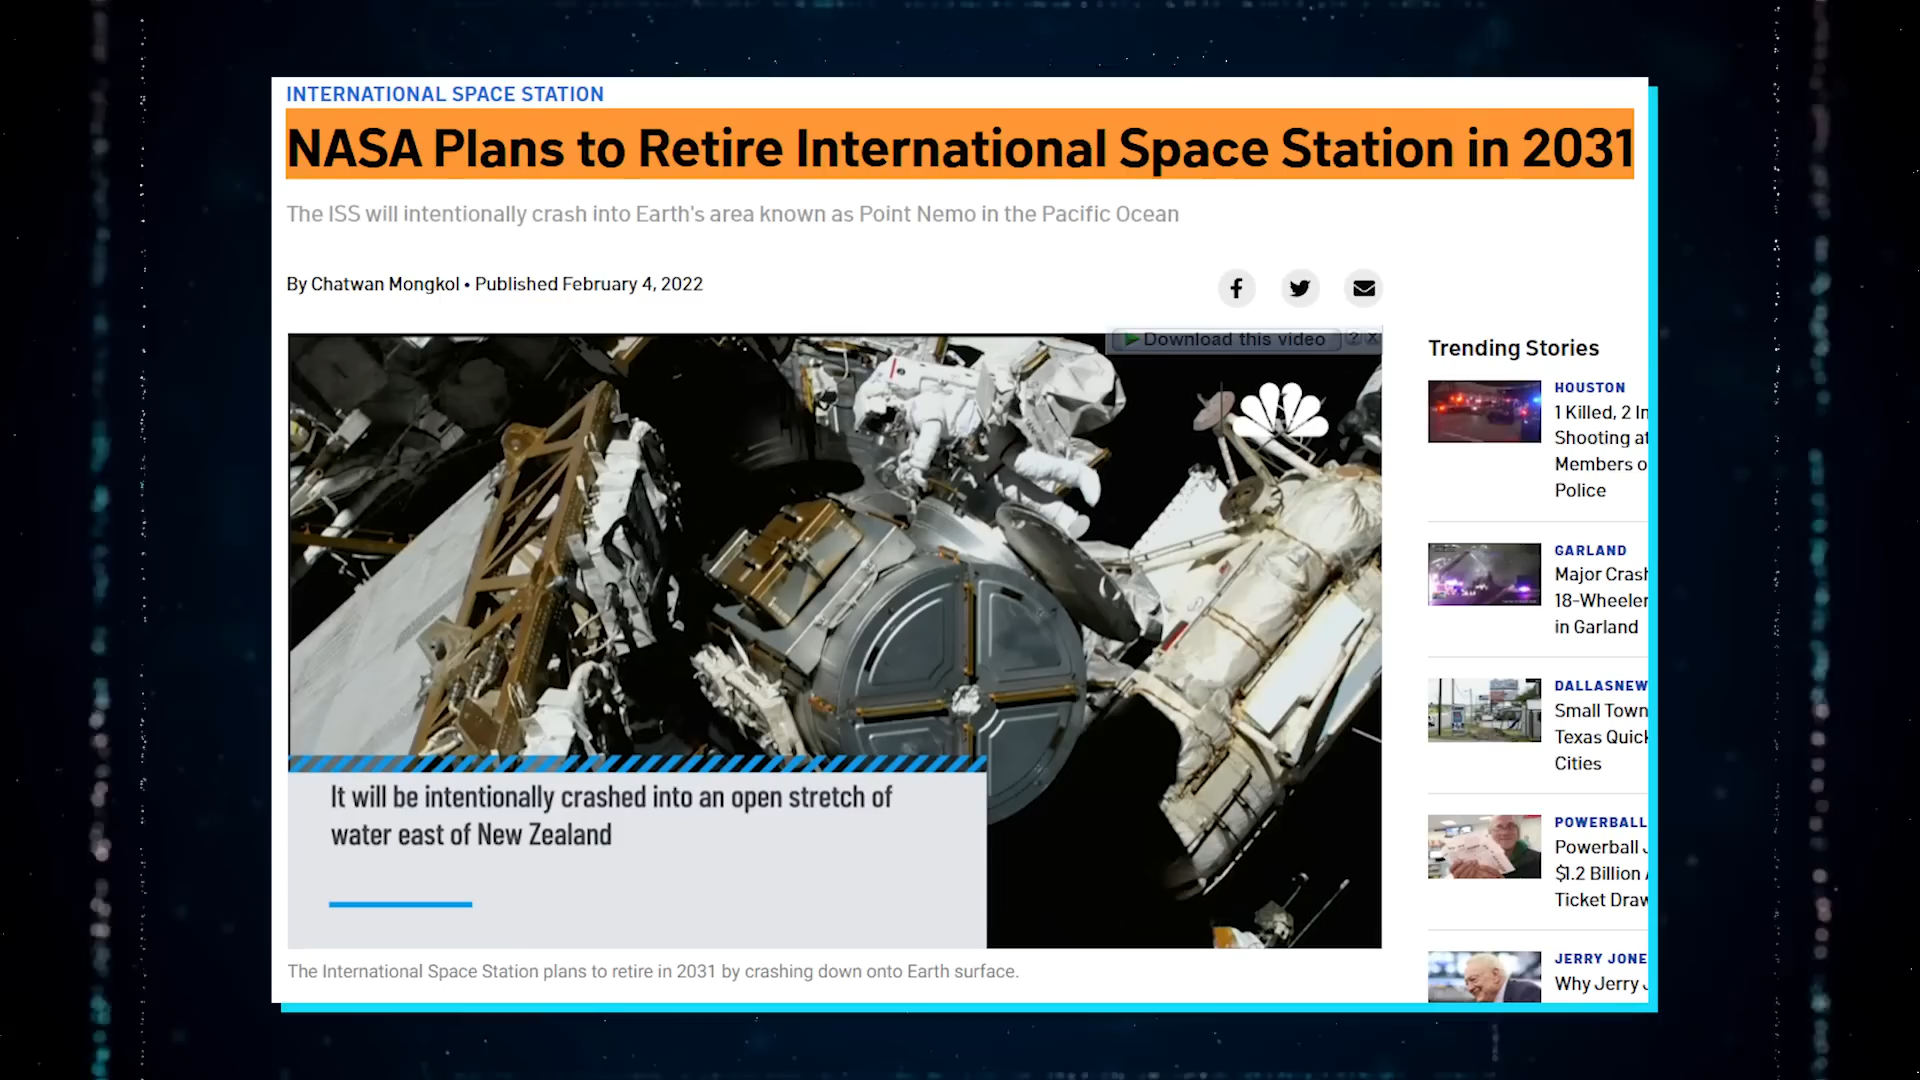 INTERNATIONAL SPACE STATION
NASA Plans to Retire International Space Station in 2031
The ISS will intentionally crash into Earth's area known as Point Nemo in the Pacific Ocean
By Chatwan Mongkol • Published February 4, 2022
Download this video ? X
It will be intentionally crashed into an open stretch of
water east of New Zealand
The International Space Station plans to retire in 2031 by crashing down onto Earth surface.
Trending Stories
HOUSTON
1 Killed, 2 In
Shooting at
Members o
Police
GARLAND
Major Crash
18-Wheeler
in Garland
DALLASNEW
Small Town
Texas Quick
Cities
POWERBALL
Powerball J
$1.2 Billion
Ticket Draw
JERRY JONE
Why Jerry J